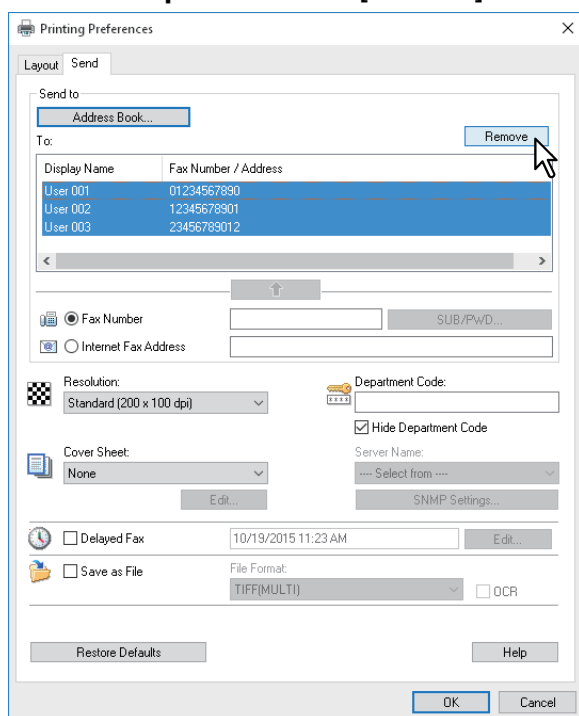 Printing Preferences
Layout Send
Send to
Address Book...
To:
Remove
Display Name Fax Number / Address
User 001 01234567890
User 002 12345678901
User 003 23456789012
Fax Number
SUB/PWD...
Internet Fax Address
Resolution:
Standard (200 x 100 dpi)
Department Code:
Hide Department Code
Cover Sheet:
None
Edit...
Server Name:
---- Select from ----
SNMP Settings...
Delayed Fax 10/19/2015 11:23 AM Edit...
Save as File
File Format:
TIFF(MULTI)
OCR
Restore Defaults
Help
OK Cancel